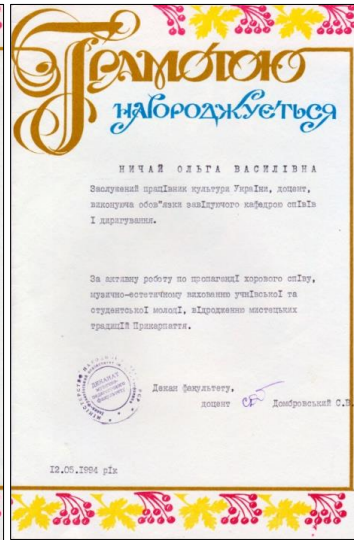 Грамотою
нагороджується
НИЧАЙ ОЛЬГА ВАСИЛІВНА
Заслужений працівник культура України, доцент,
виконуюча обов"язки завідуючого кафедрою співів
І диригування.
За активну роботу по пропаганді хорового співу,
музично-естетичному вихованню учнівської та
студентської молоді, відродженню мистецьких
традицій Прикарпаття.
Декан факультету,
доцент Домбровський С.В.
ДЕКАНАТ
12.05.1994 рік